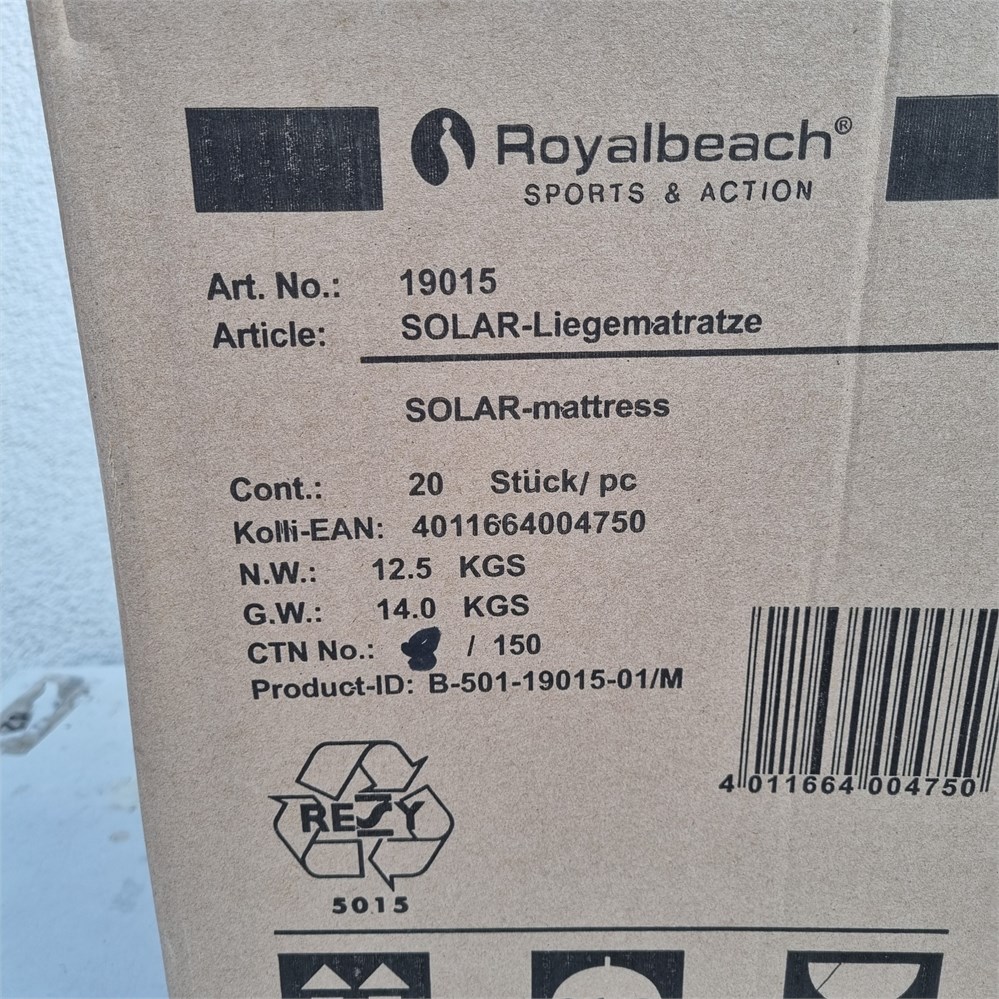 Royalbeach®
SPORTS & ACTION
Art. No.: 19015
Article: SOLAR-Liegematratze
SOLAR-mattress
Cont.: 20 Stück/ pc
Kolli-EAN: 4011664004750
N.W.: 12.5 KGS
G.W.: 14.0 KGS
CTN No.: / 150
Product-ID: B-501-19015-01/M
4 011664 004750
REZY
5015